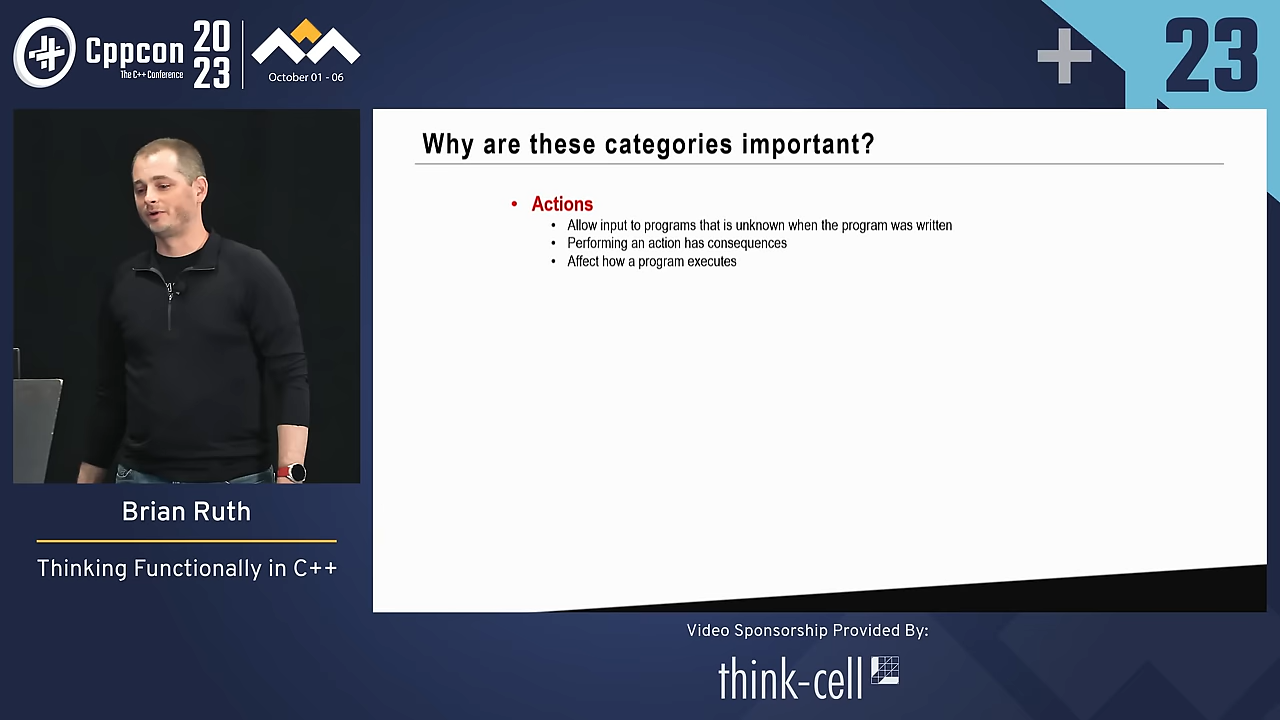 Cppcon
The C++ Conference
20
23
October 01 - 06
23
Why are these categories important?
• Actions
• Allow input to programs that is unknown when the program was written
• Performing an action has consequences
• Affect how a program executes
Brian Ruth
Thinking Functionally in C++
Video Sponsorship Provided By:
think-cell